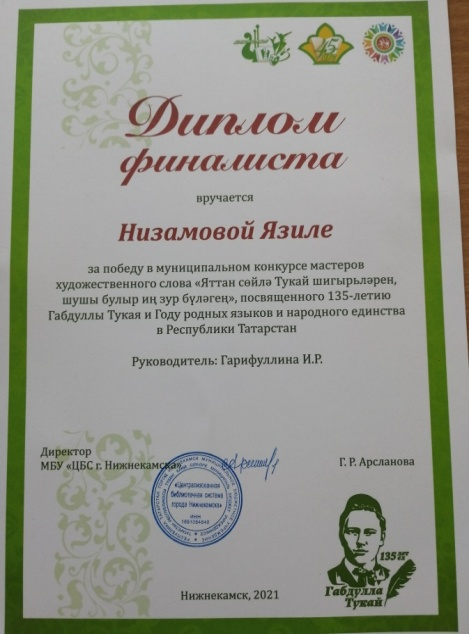 Диплом
финалиста
вручается
Низамовой Язиле
за победу в муниципальном конкурсе мастеров
художественного слова «Яттан сөйлә Тукай шигырьләрен,
шушы булыр иң зур бүләгең», посвященного 135-летию
Габдуллы Тукая и Году родных языков и народного единства
в Республики Татарстан
Руководитель: Гарифуллина И.Р.
Директор
МБУ «ЦБС г. Нижнекамска»
Г. Р. Арсланова
«Централизованная
библиотечная система
города Нижнекамска»
ИНН
135 ел
Габдулла
Тукай
Нижнекамск, 2021